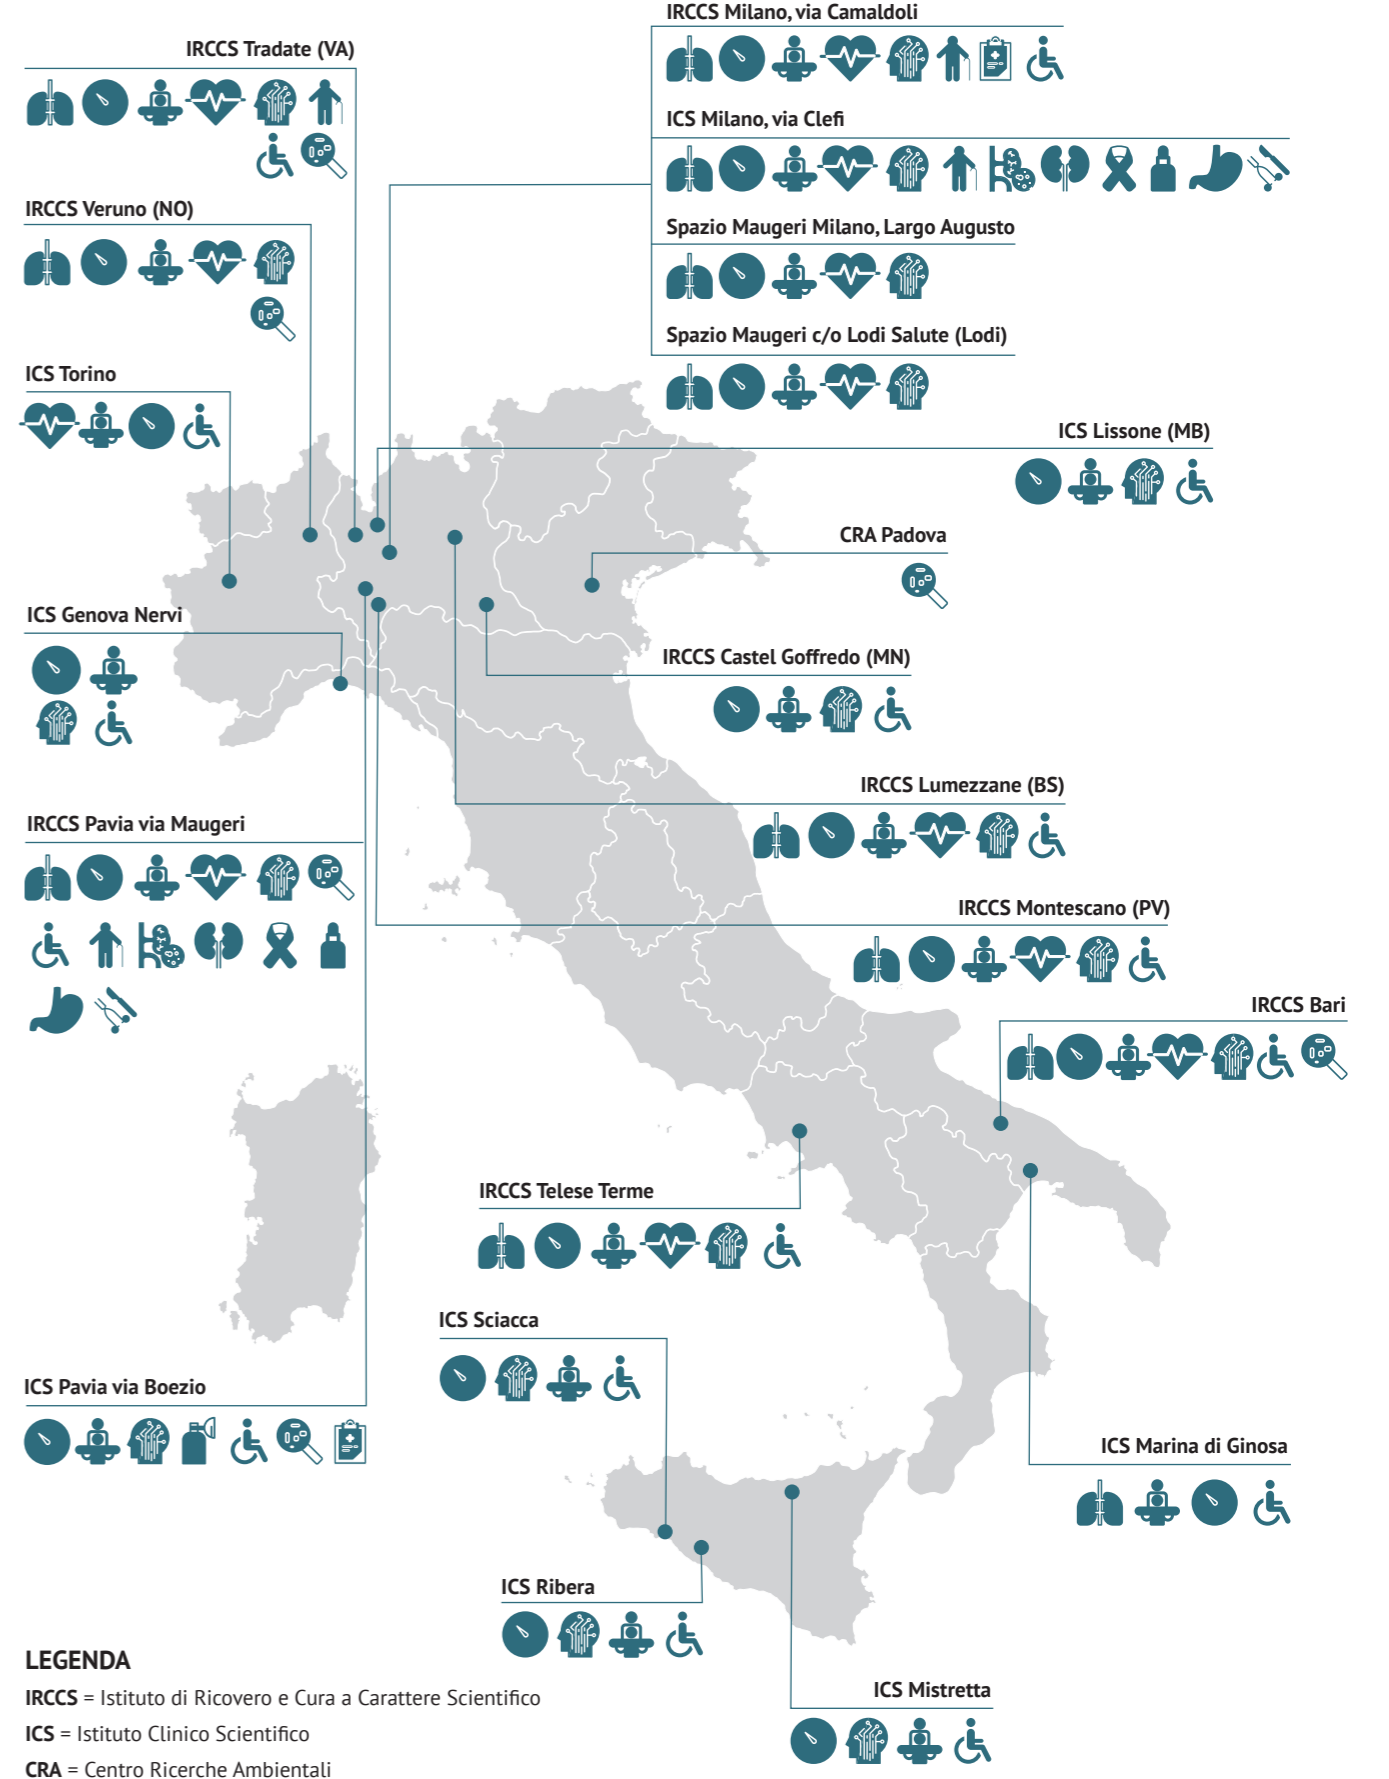 IRCCS Milano, via Camaldoli
IRCCS Tradate (VA)
ICS Milano, via Clefi
IRCCS Veruno (NO)
Spazio Maugeri Milano, Largo Augusto
Spazio Maugeri c/o Lodi Salute (Lodi)
ICS Torino
ICS Lissone (MB)
CRA Padova
ICS Genova Nervi
IRCCS Castel Goffredo (MN)
IRCCS Lumezzane (BS)
IRCCS Pavia via Maugeri
IRCCS Montescano (PV)
IRCCS Bari
IRCCS Telese Terme
ICS Sciacca
ICS Pavia via Boezio
ICS Marina di Ginosa
ICS Ribera
ICS Mistretta
LEGENDA
IRCCS = Istituto di Ricovero e Cura a Carattere Scientifico
ICS = Istituto Clinico Scientifico
CRA = Centro Ricerche Ambientali